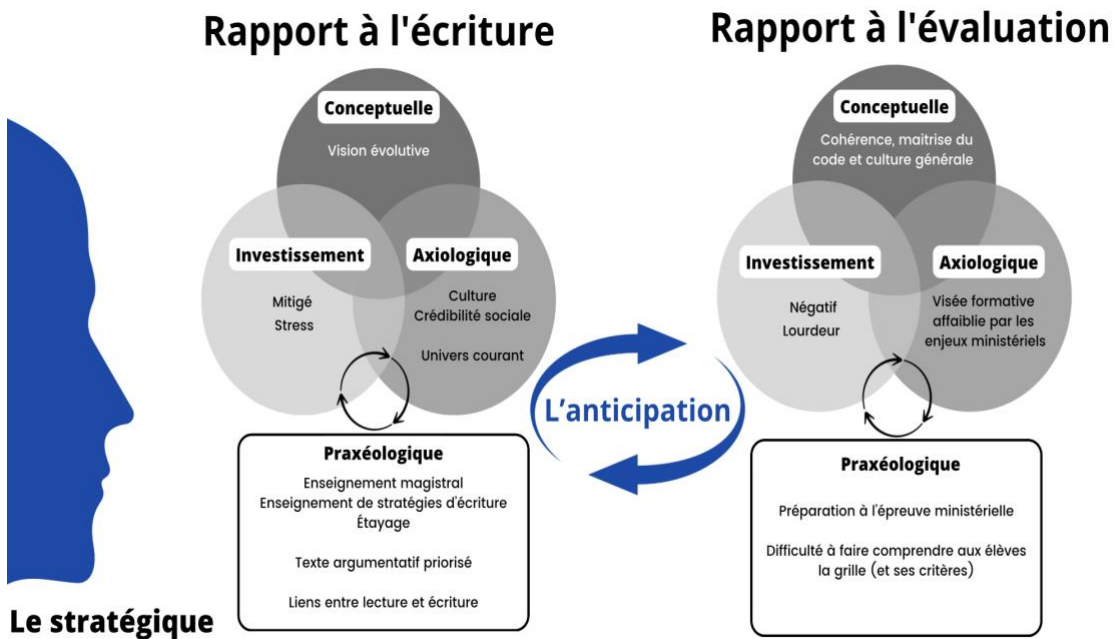 Rapport à l'écriture
Conceptuelle
Vision évolutive
Investissement
Mitigé
Stress
Axiologique
Culture
Crédibilité sociale
Univers courant
Praxéologique
Enseignement magistral
Enseignement de stratégies d'écriture
Étayage
Texte argumentatif priorisé
Liens entre lecture et écriture
L'anticipation
Rapport à l'évaluation
Conceptuelle
Cohérence, maitrise du
code et culture générale
Investissement
Négatif
Lourdeur
Axiologique
Visée formative
affaiblie par les
enjeux ministériels
Praxéologique
Préparation à l'épreuve ministérielle
Difficulté à faire comprendre aux élèves
la grille (et ses critères)
Le stratégique